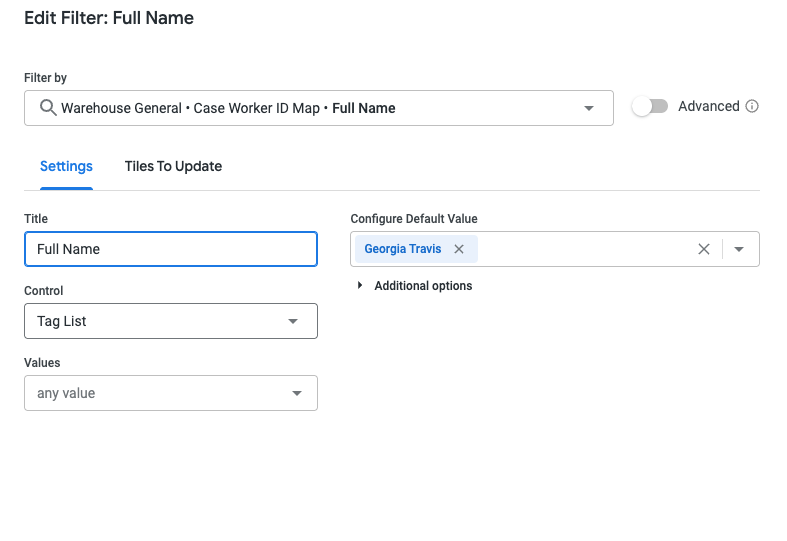 Edit Filter: Full Name
Filter by
Warehouse General • Case Worker ID Map • Full Name
Advanced
Settings
Tiles To Update
Title
Configure Default Value
Full Name
Georgia Travis
Additional options
Control
Tag List
Values
any value